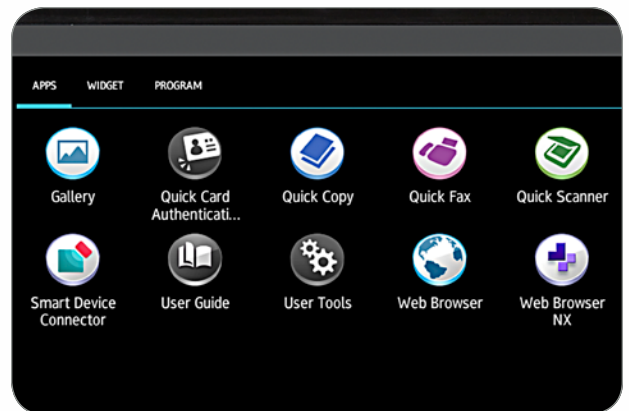 APPS WIDGET PROGRAM
Gallery
Quick Card
Authenticati...
Quick Copy
Quick Fax
Quick Scanner
Smart Device
Connector
User Guide
User Tools
Web Browser
Web Browser
NX